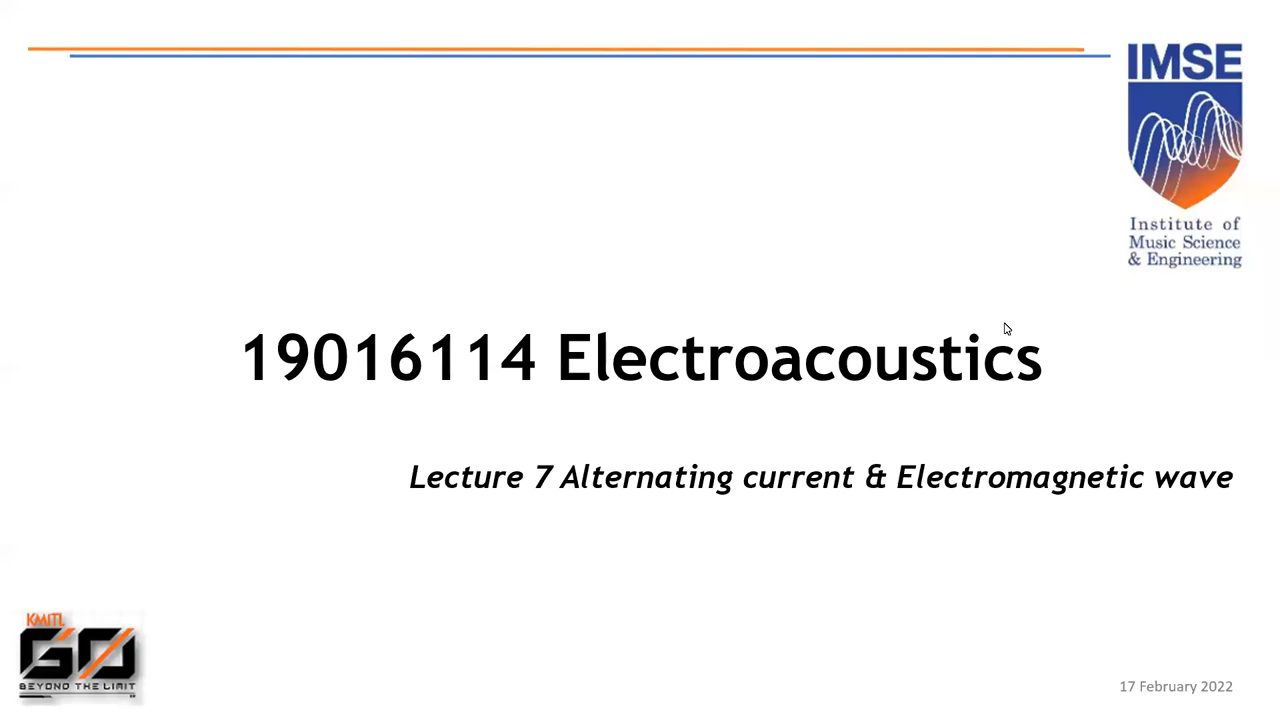 IMSE
Institute of
Music Science
& Engineering
19016114 Electroacoustics
Lecture 7 Alternating current & Electromagnetic wave
KMITL
GO
BEYOND THE LIMIT
17 February 2022